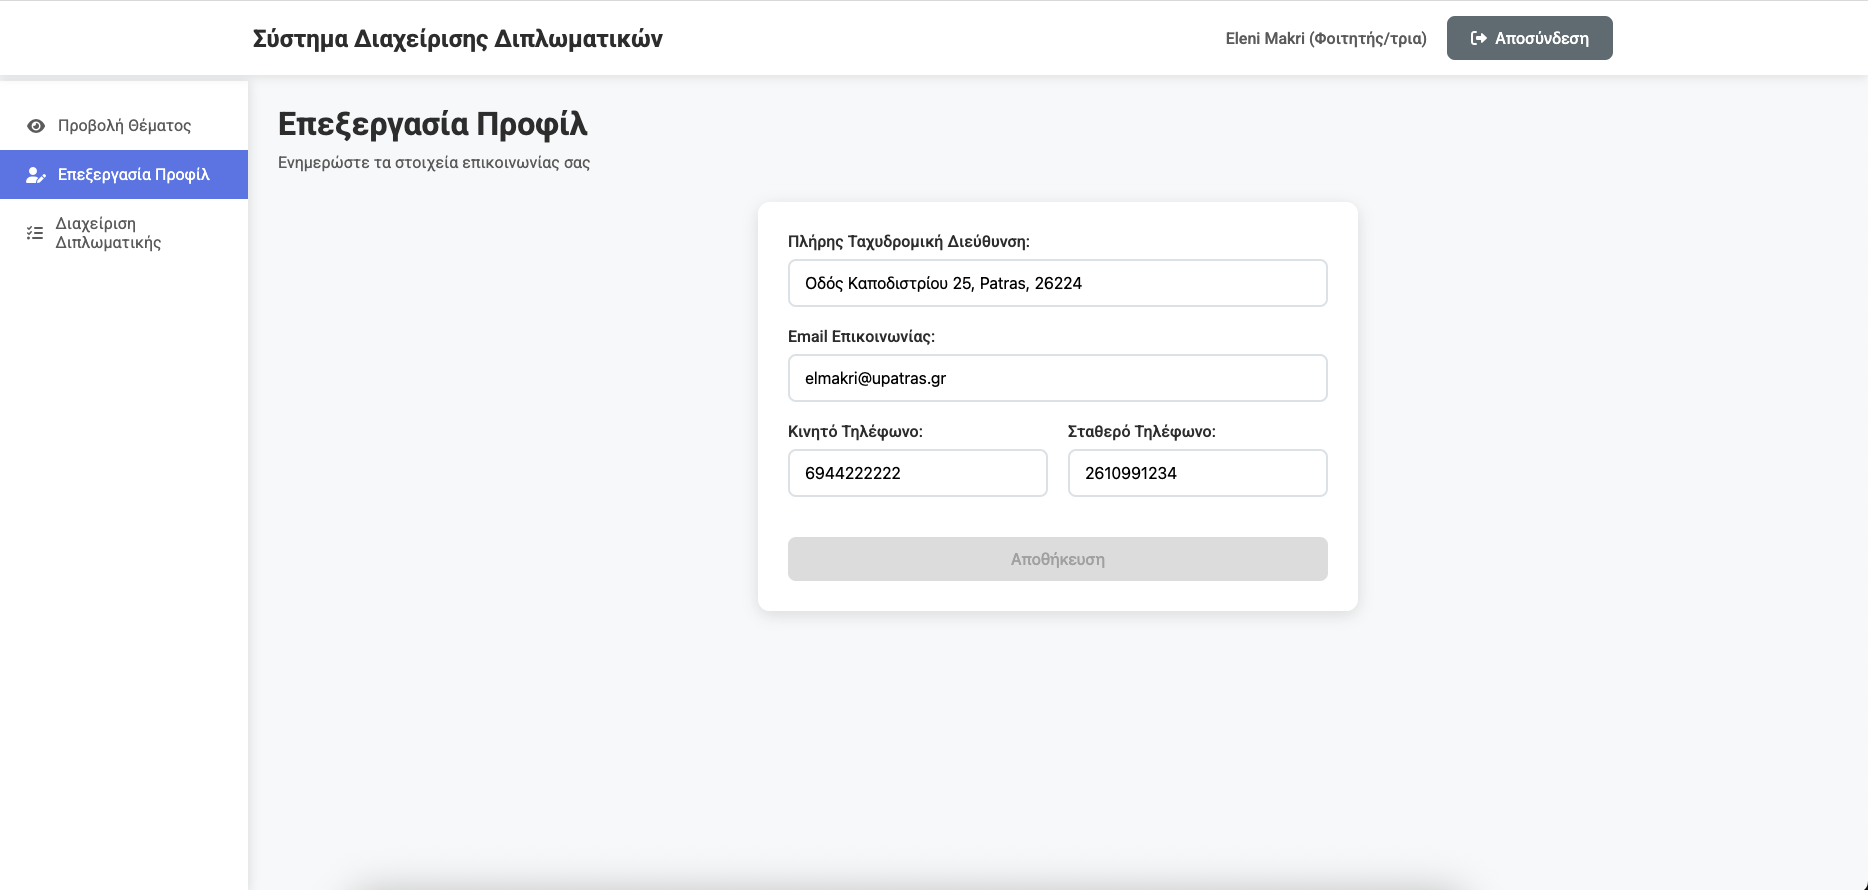 Σύστημα Διαχείρισης Διπλωματικών
Eleni Makri (Φοιτητής/τρια)
Αποσύνδεση
Προβολή Θέματος
Επεξεργασία Προφίλ
Διαχείριση
Διπλωματικής
Επεξεργασία Προφίλ
Ενημερώστε τα στοιχεία επικοινωνίας σας
Πλήρης Ταχυδρομική Διεύθυνση:
Οδός Καποδιστρίου 25, Patras, 26224
Email Επικοινωνίας:
elmakri@upatras.gr
Κινητό Τηλέφωνο:
6944222222
Σταθερό Τηλέφωνο:
2610991234
Αποθήκευση